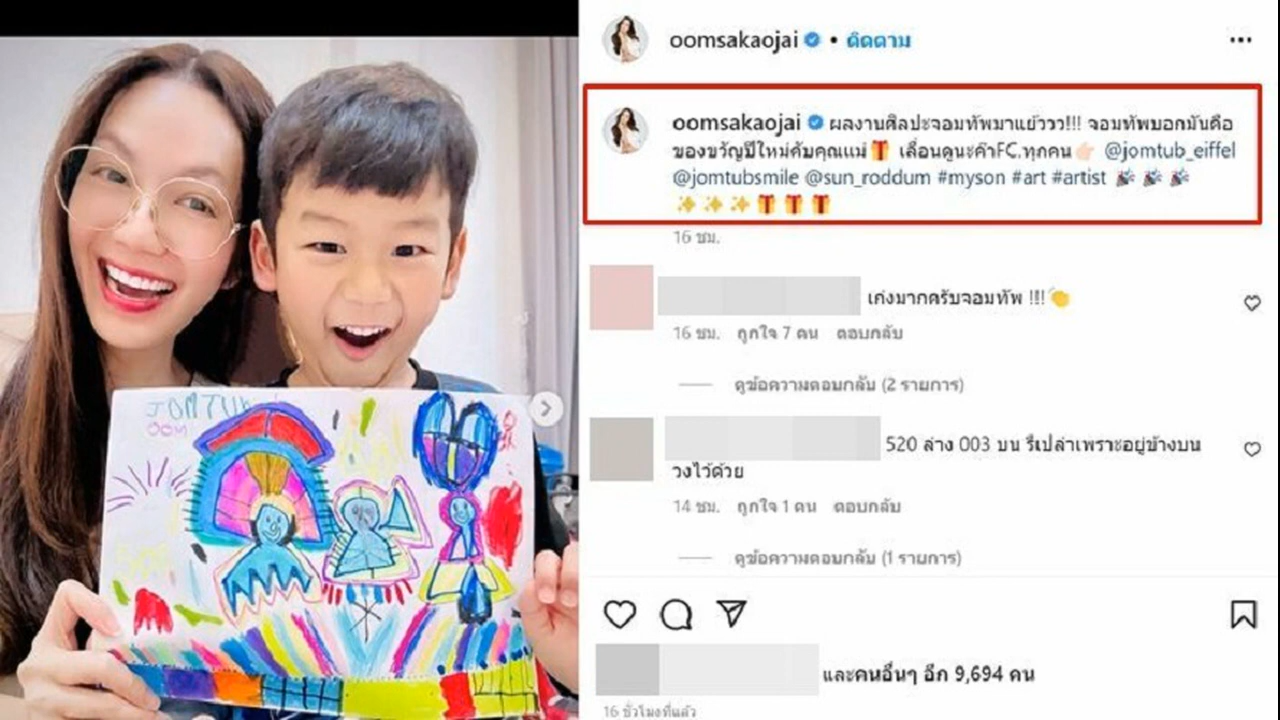 JOMTUB
OOM
oomsakaojai • ติดตาม
oomsakaojai ผลงานศิลปะจอมทัพมาแย้ววว!!! จอมทัพบอกมันคือ
ของขวัญปีใหม่คับคุณแม่🎁 เลื่อนดูนะค๊าFC.ทุกคน👉🏻 @jomtub_eiffel
@jomtubsmile @sun_roddum #myson #art #artist 🎉 🎉 🎉
✨ ✨ ✨ 🎁 🎁 🎁
16 ชม.
เก่งมากครับจอมทัพ !!!👏
16 ชม. ถูกใจ 7 คน ตอบกลับ
ดูข้อความตอบกลับ (2 รายการ)
520 ล่าง 003 บน รึเปล่าเพราะอยู่ข้างบน
วงไว้ด้วย
14 ชม. ถูกใจ 1 คน ตอบกลับ
ดูข้อความตอบกลับ (1 รายการ)
และคนอื่นๆ อีก 9,694 คน
16 ชั่วโมงที่แล้ว